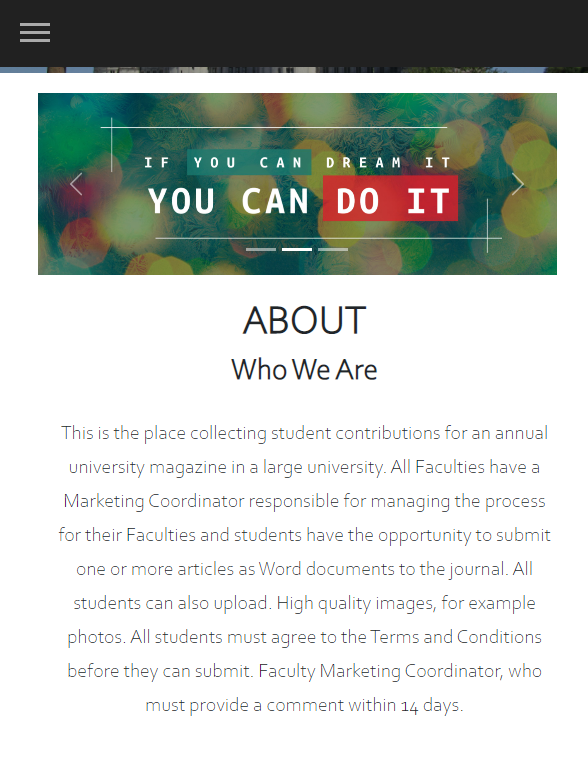 IF YOU CAN DREAM IT
YOU CAN DO IT
ABOUT
Who We Are
This is the place collecting student contributions for an annual
university magazine in a large university. All Faculties have a
Marketing Coordinator responsible for managing the process
for their Faculties and students have the opportunity to submit
one or more articles as Word documents to the journal. All
students can also upload. High quality images, for example
photos. All students must agree to the Terms and Conditions
before they can submit. Faculty Marketing Coordinator, who
must provide a comment within 14 days.